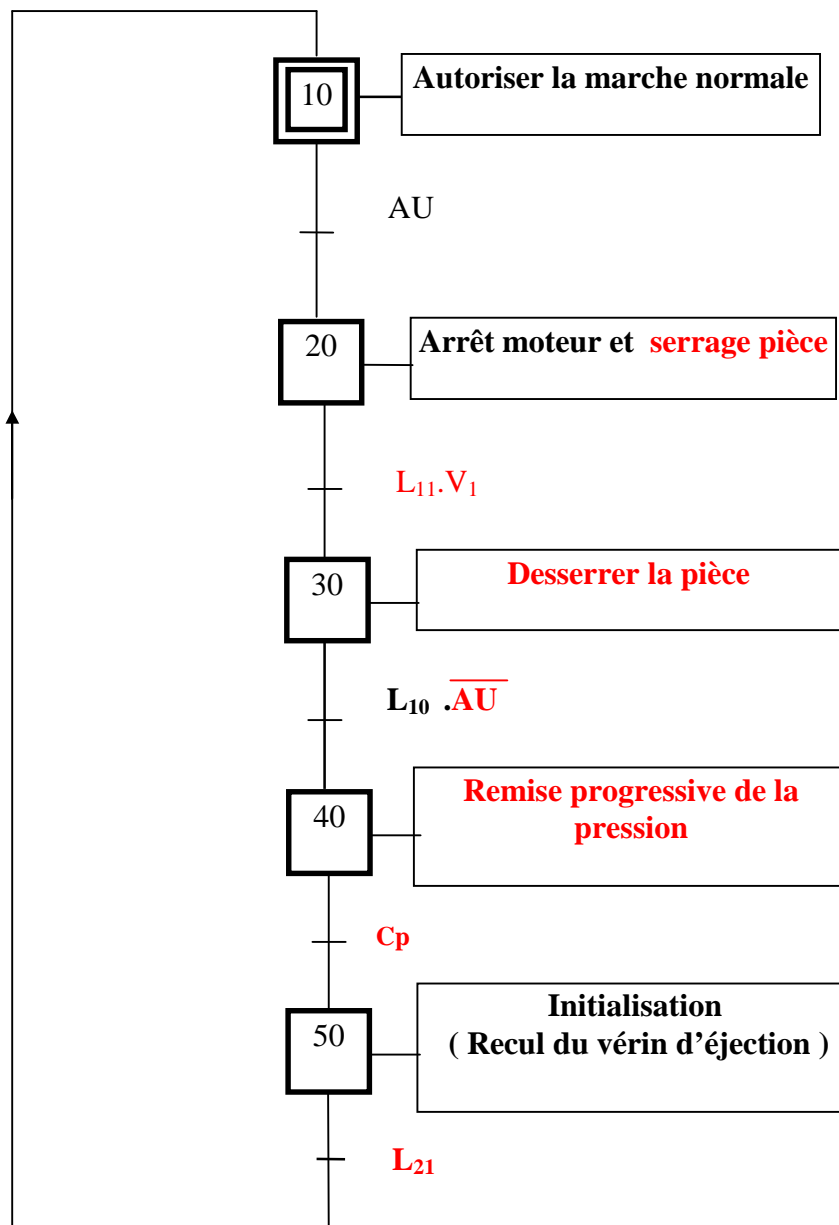 10
Autoriser la marche normale
AU
20
Arrêt moteur et serrage pièce
L₁₁.V₁
30
Desserrer la pièce
L₁₀ .A̅U̅
40
Remise progressive de la
pression
Cp
50
Initialisation
( Recul du vérin d’éjection )
L₂₁